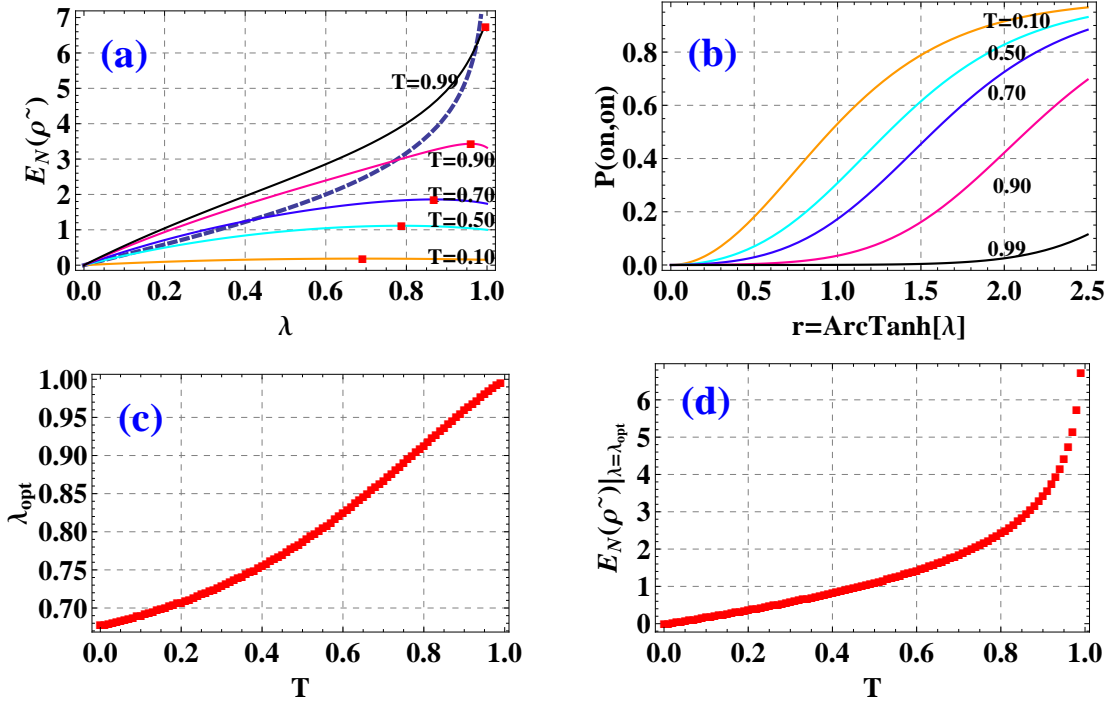 (a)
E_N(ρ~)
7
6
5
4
3
2
1
0
T=0.99
T=0.90
T=0.70
T=0.50
T=0.10
0.0 0.2 0.4 0.6 0.8 1.0
λ
(b)
P(on,on)
0.8
0.6
0.4
0.2
0.0
T=0.10
0.50
0.70
0.90
0.99
0.0 0.5 1.0 1.5 2.0 2.5
r=ArcTanh[λ]
(c)
λopt
1.00
0.95
0.90
0.85
0.80
0.75
0.70
0.0 0.2 0.4 0.6 0.8 1.0
T
(d)
E_N(ρ~)|λ=λopt
6
5
4
3
2
1
0
0.0 0.2 0.4 0.6 0.8 1.0
T